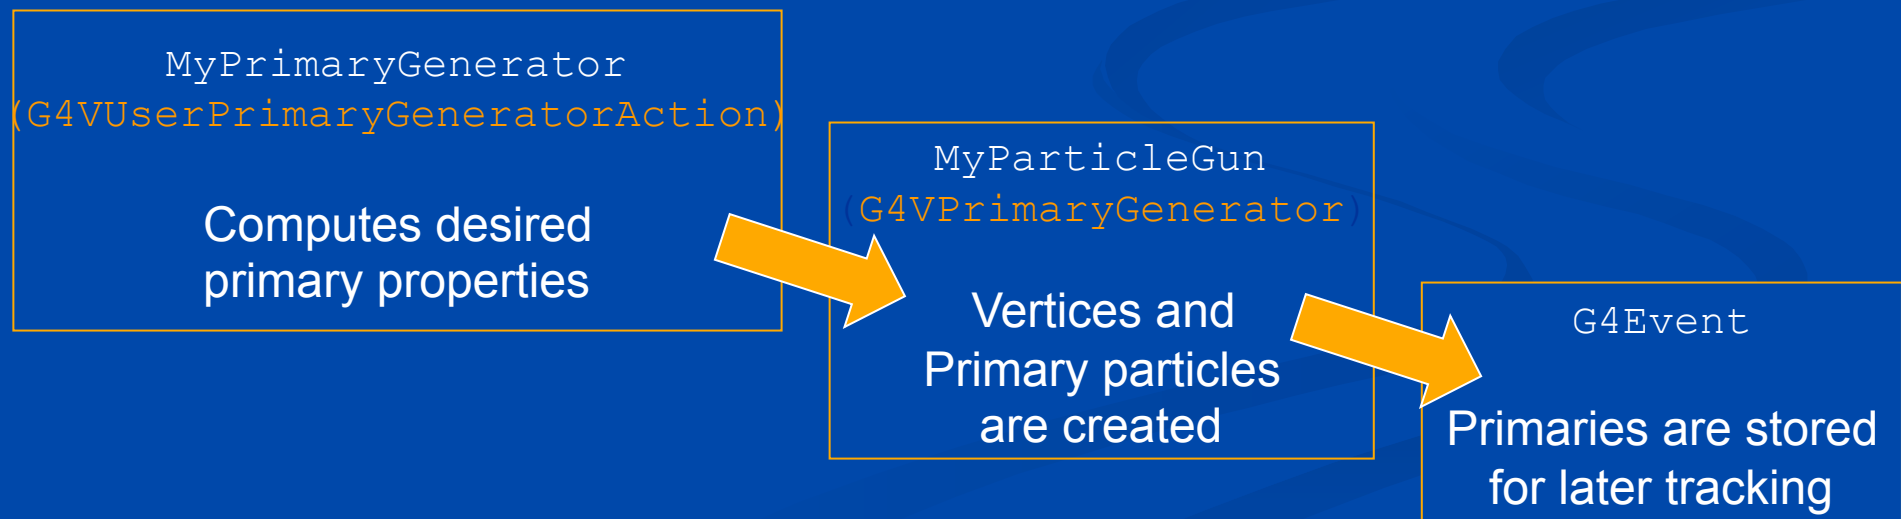 MyPrimaryGenerator
(G4VUserPrimaryGeneratorAction)
Computes desired
primary properties
MyParticleGun
(G4VPrimaryGenerator)
Vertices and
Primary particles
are created
G4Event
Primaries are stored
for later tracking